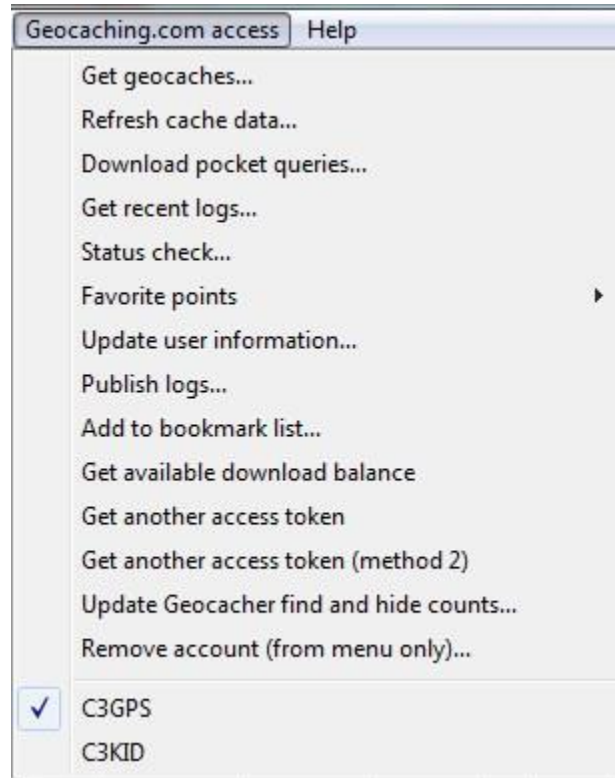 Geocaching.com access Help
Get geocaches...
Refresh cache data...
Download pocket queries...
Get recent logs...
Status check...
Favorite points
Update user information...
Publish logs...
Add to bookmark list...
Get available download balance
Get another access token
Get another access token (method 2)
Update Geocacher find and hide counts...
Remove account (from menu only)...
C3GPS
C3KID